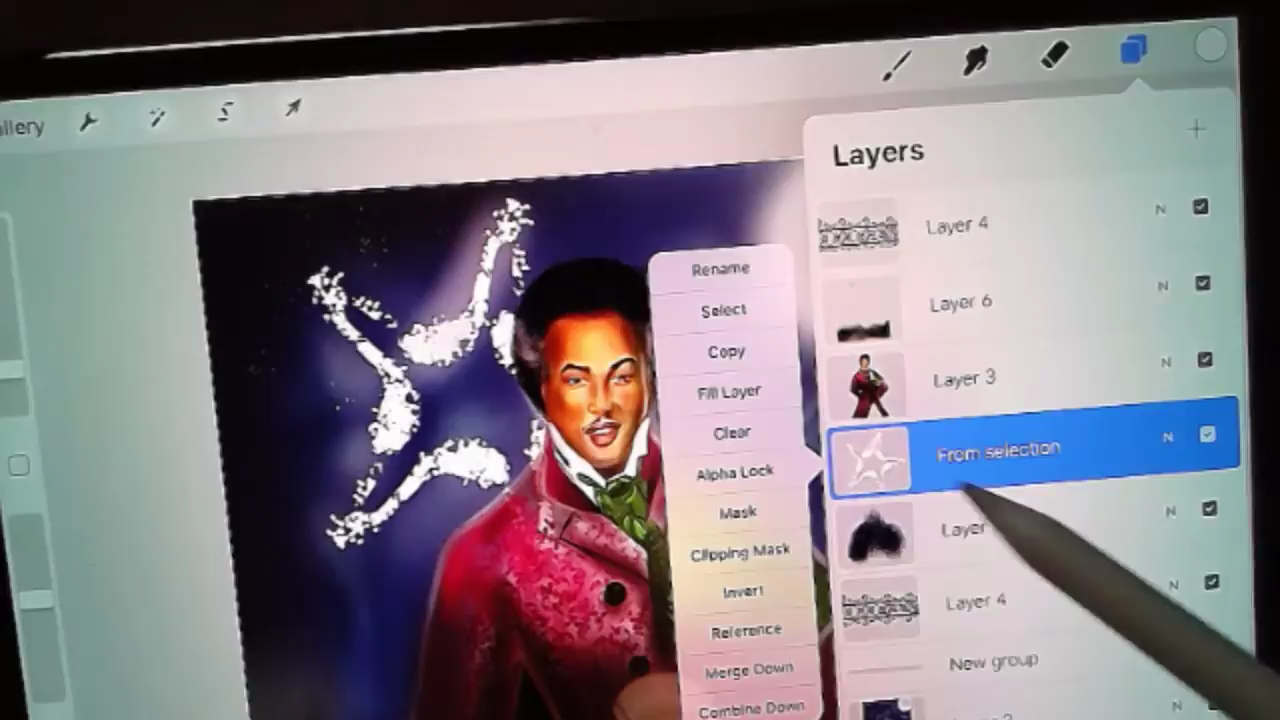 allery
Layers
Layer 4
Layer 6
Layer 3
From selection
Layer
Layer 4
New group
N
N
N
N
N
N
N
Rename
Select
Copy
Fill Layer
Clear
Alpha Lock
Mask
Clipping Mask
Invert
Reference
Merge Down
Combine Down